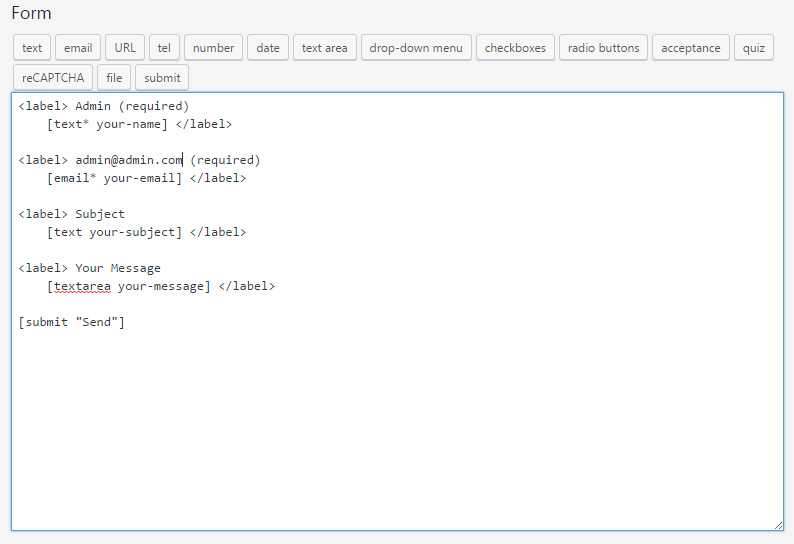 Form
text email URL tel number date text area drop-down menu checkboxes radio buttons acceptance quiz
reCAPTCHA file submit
<label> Admin (required)
    [text* your-name] </label>
<label> admin@admin.com (required)
    [email* your-email] </label>
<label> Subject
    [text your-subject] </label>
<label> Your Message
    [textarea your-message] </label>
[submit "Send"]